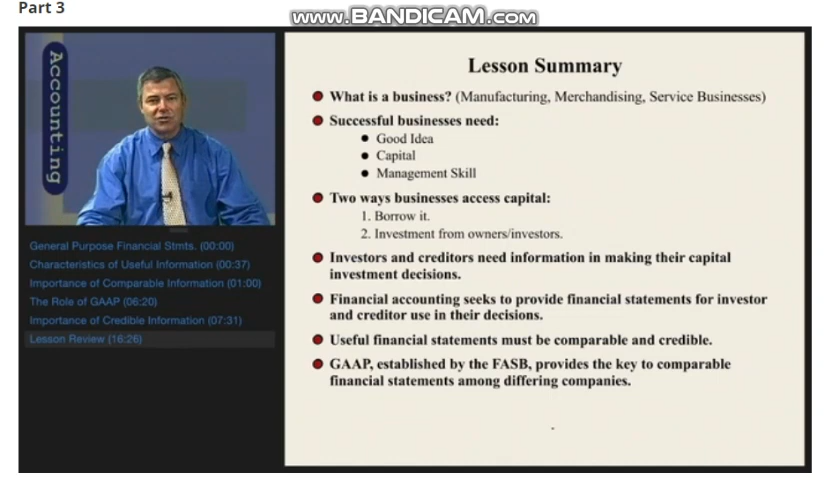 Part 3
www.BANDICAM.com
Accounting
General Purpose Financial Stmts. (00:00)
Characteristics of Useful Information (00:37)
Importance of Comparable Information (01:00)
The Role of GAAP (06:20)
Importance of Credible Information (07:31)
Lesson Review (16:26)
Lesson Summary
What is a business? (Manufacturing, Merchandising, Service Businesses)
Successful businesses need:
Good Idea
Capital
Management Skill
Two ways businesses access capital:
1. Borrow it.
2. Investment from owners/investors.
Investors and creditors need information in making their capital
investment decisions.
Financial accounting seeks to provide financial statements for investor
and creditor use in their decisions.
Useful financial statements must be comparable and credible.
GAAP, established by the FASB, provides the key to comparable
financial statements among differing companies.